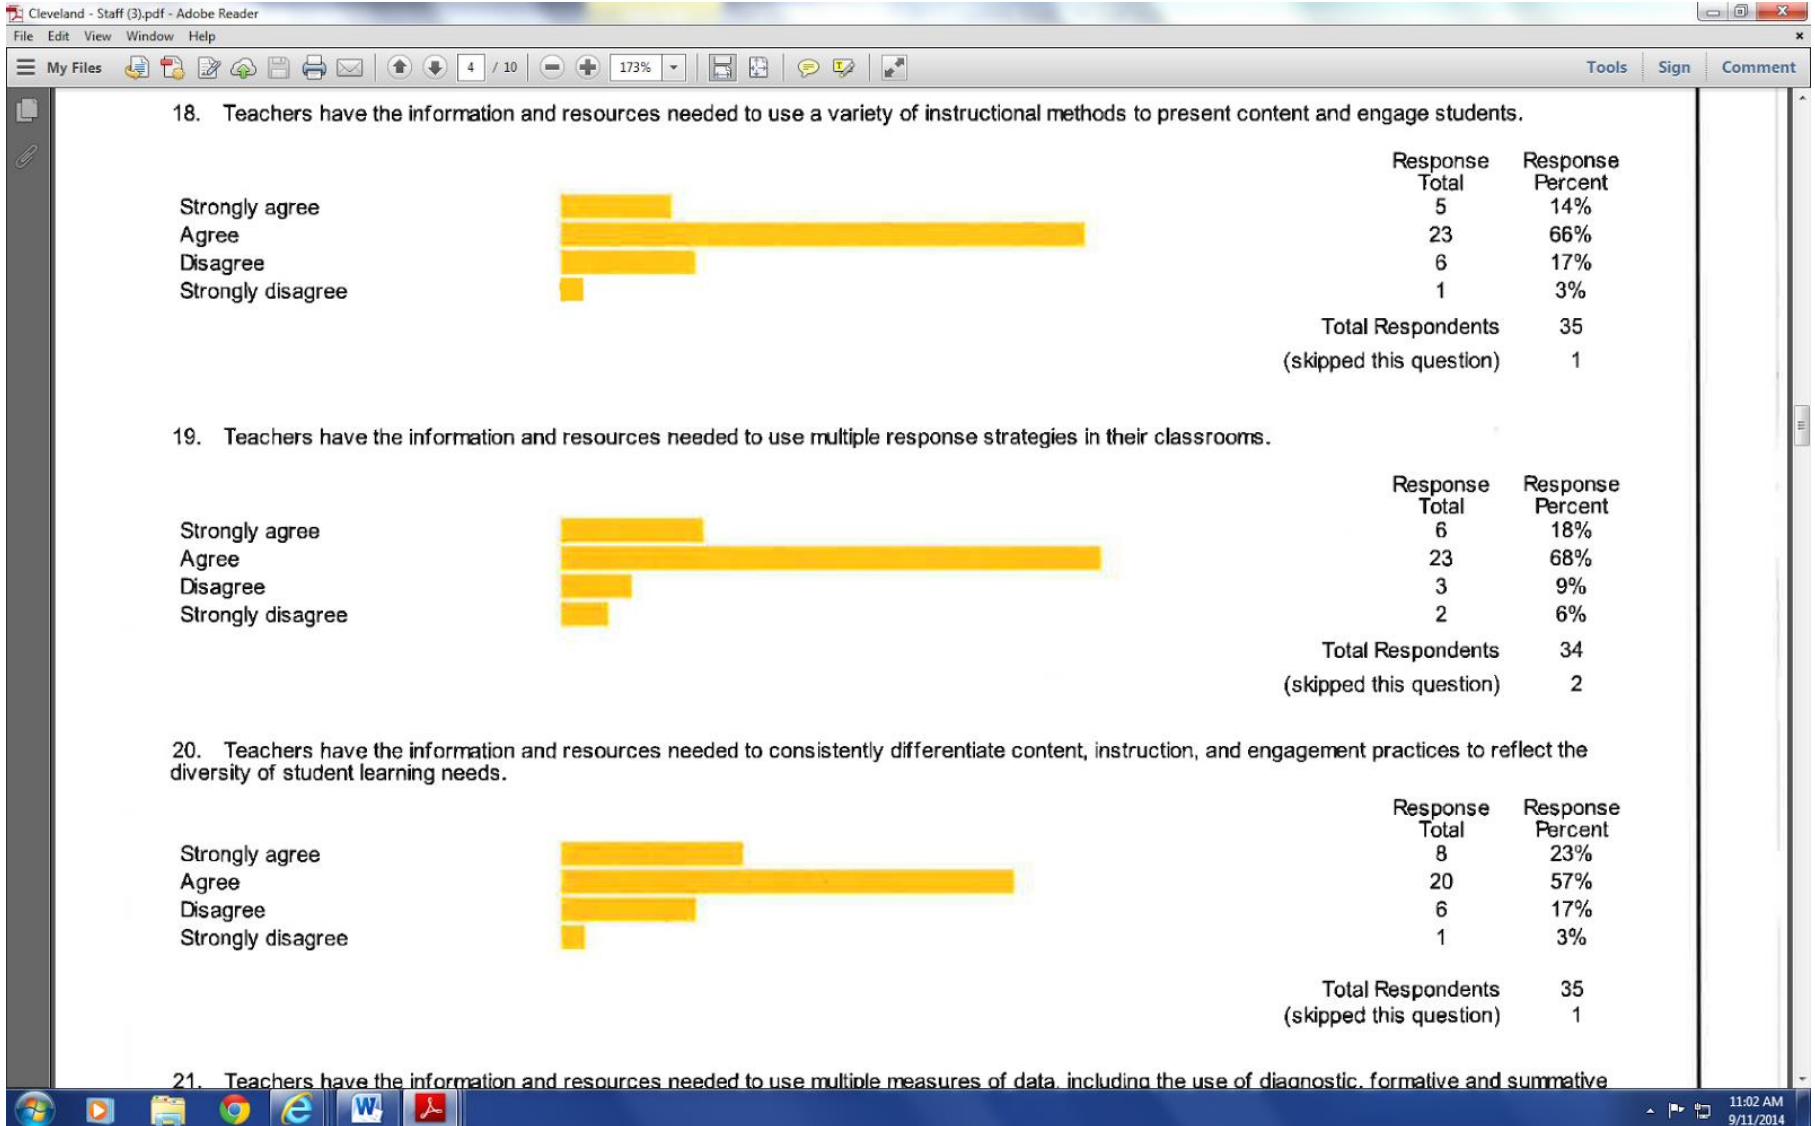 Cleveland - Staff (3).pdf - Adobe Reader
File Edit View Window Help
My Files 4 / 10 173% Tools Sign Comment
18. Teachers have the information and resources needed to use a variety of instructional methods to present content and engage students.
Response Response
Total Percent
Strongly agree 5 14%
Agree 23 66%
Disagree 6 17%
Strongly disagree 1 3%
Total Respondents 35
(skipped this question) 1
19. Teachers have the information and resources needed to use multiple response strategies in their classrooms.
Response Response
Total Percent
Strongly agree 6 18%
Agree 23 68%
Disagree 3 9%
Strongly disagree 2 6%
Total Respondents 34
(skipped this question) 2
20. Teachers have the information and resources needed to consistently differentiate content, instruction, and engagement practices to reflect the
diversity of student learning needs.
Response Response
Total Percent
Strongly agree 8 23%
Agree 20 57%
Disagree 6 17%
Strongly disagree 1 3%
Total Respondents 35
(skipped this question) 1
21. Teachers have the information and resources needed to use multiple measures of data, including the use of diagnostic, formative and summative
11:02 AM
9/11/2014